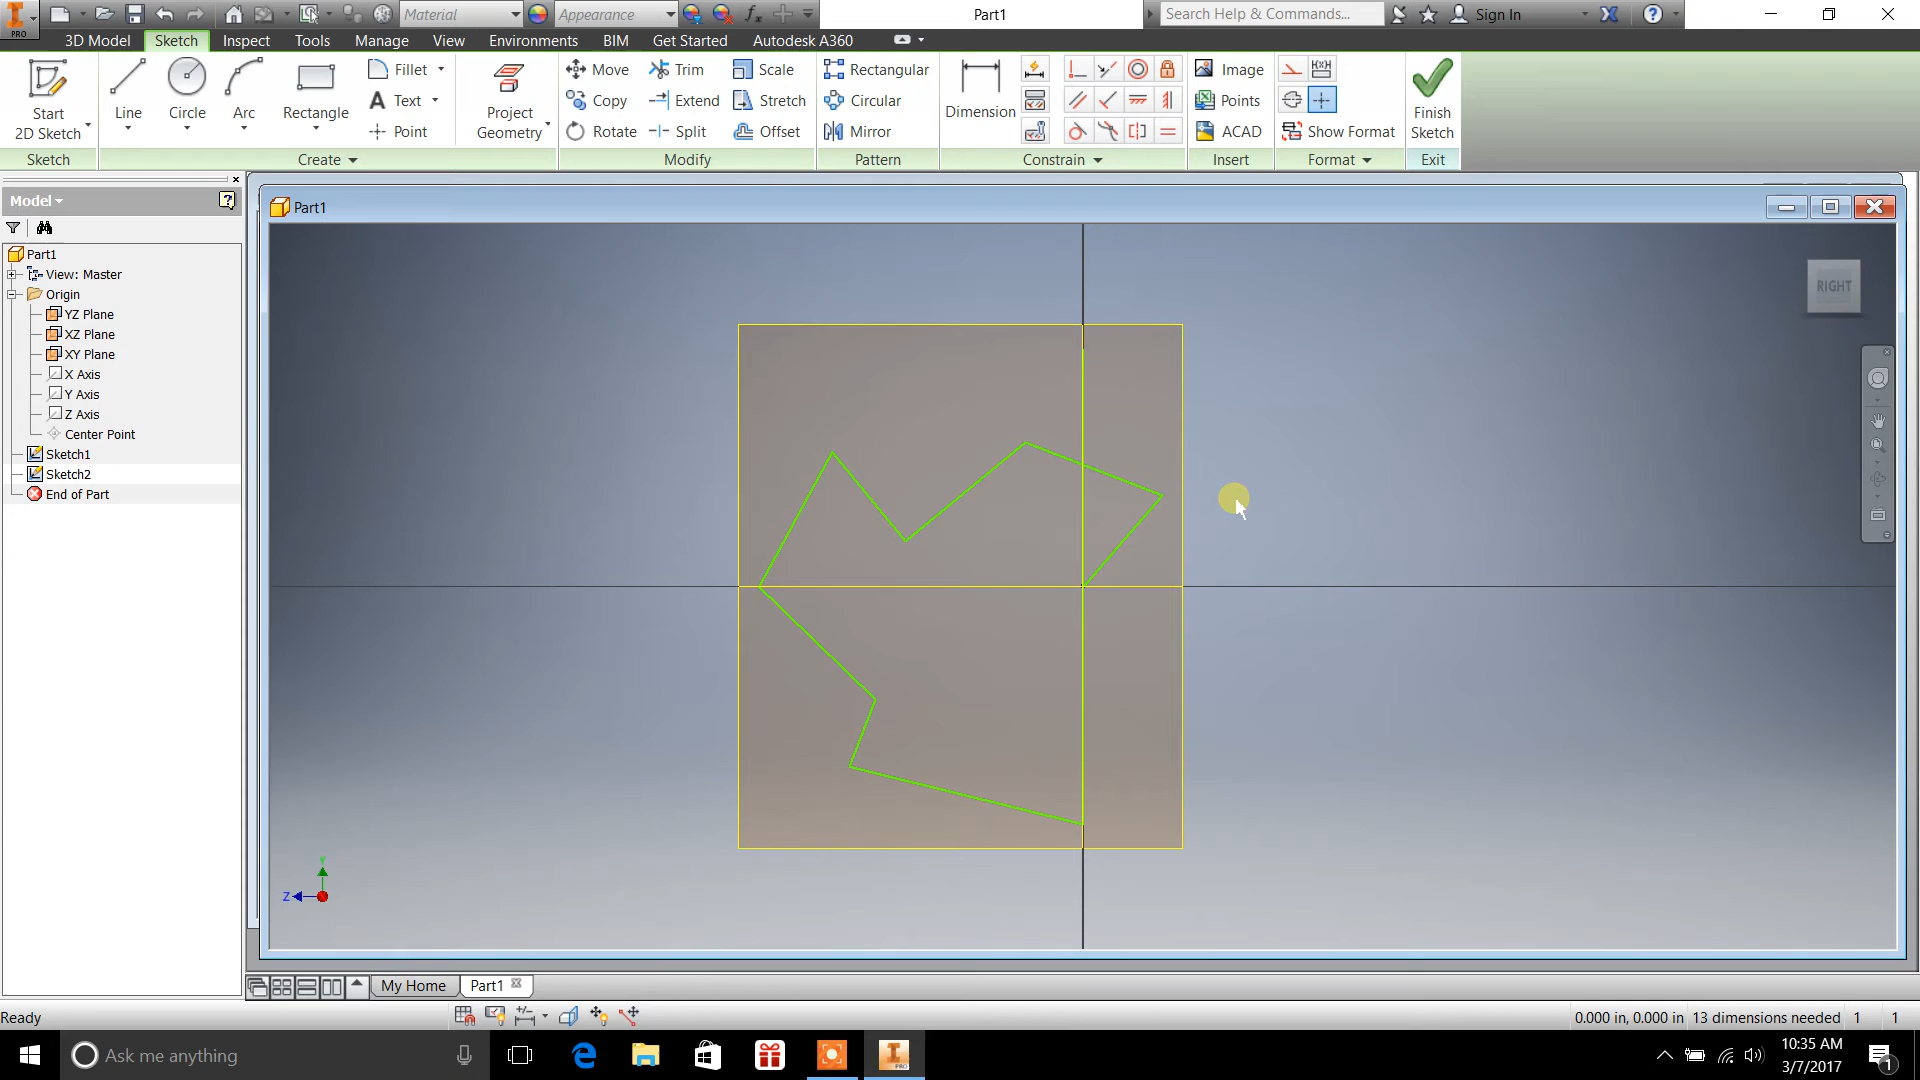 PRO
Material
Appearance
Part1
Search Help & Commands...
Sign In
3D Model
Sketch
Inspect
Tools
Manage
View
Environments
BIM
Get Started
Autodesk A360
Start
2D Sketch
Line
Circle
Arc
Rectangle
Fillet
Text
Point
Project
Geometry
Move
Copy
Rotate
Trim
Extend
Split
Scale
Stretch
Offset
Rectangular
Circular
Mirror
Dimension
Image
Points
ACAD
Show Format
Finish
Sketch
Sketch
Create
Modify
Pattern
Constrain
Insert
Format
Exit
Model
Part1
View: Master
Origin
YZ Plane
XZ Plane
XY Plane
X Axis
Y Axis
Z Axis
Center Point
Sketch1
Sketch2
End of Part
Part1
RIGHT
Y
Z
My Home
Part1
Ready
0.000 in, 0.000 in 13 dimensions needed 1 1
Ask me anything
PRO
10:35 AM
3/7/2017
1